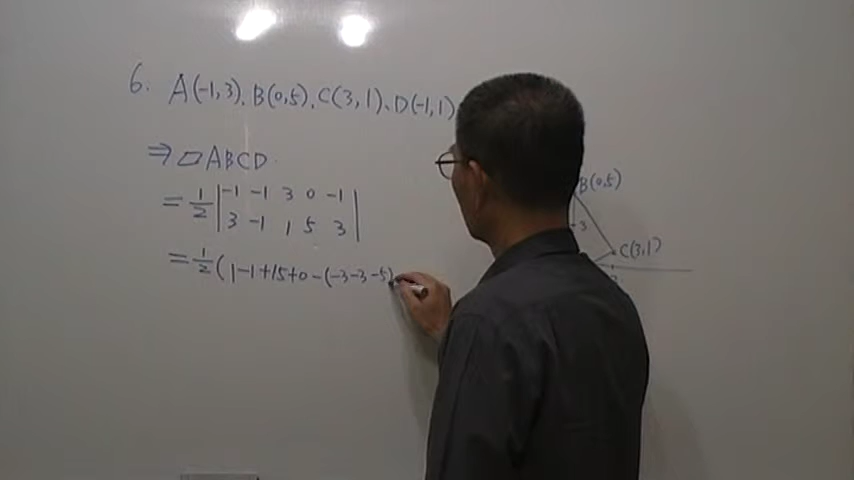 6. A(-1,3)、B(0,5)、C(3,1)、D(-1,1)
⇒ ▱ABCD
= 1/2 | -1 -1 3 0 -1
3 -1 1 5 3 |
= 1/2 (1-1+15+0-(-3-3-5)
B(0,5)
3
C(3,1)